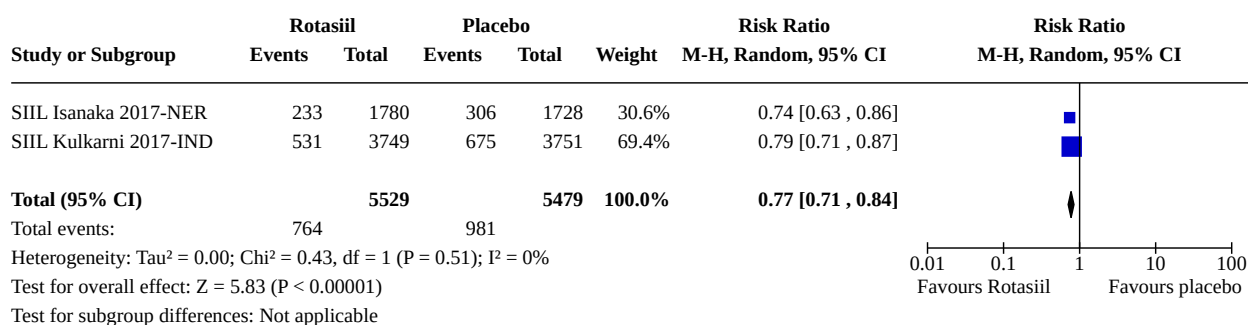 Rotasiil Placebo Risk Ratio Risk Ratio
Study or Subgroup Events Total Events Total Weight M-H, Random, 95% CI M-H, Random, 95% CI
SIIL Isanaka 2017-NER 233 1780 306 1728 30.6% 0.74 [0.63 , 0.86]
SIIL Kulkarni 2017-IND 531 3749 675 3751 69.4% 0.79 [0.71 , 0.87]
Total (95% CI) 5529 5479 100.0% 0.77 [0.71 , 0.84]
Total events: 764 981
Heterogeneity: Tau² = 0.00; Chi² = 0.43, df = 1 (P = 0.51); I² = 0%
0.01 0.1 1 10 100
Test for overall effect: Z = 5.83 (P < 0.00001) Favours Rotasiil Favours placebo
Test for subgroup differences: Not applicable